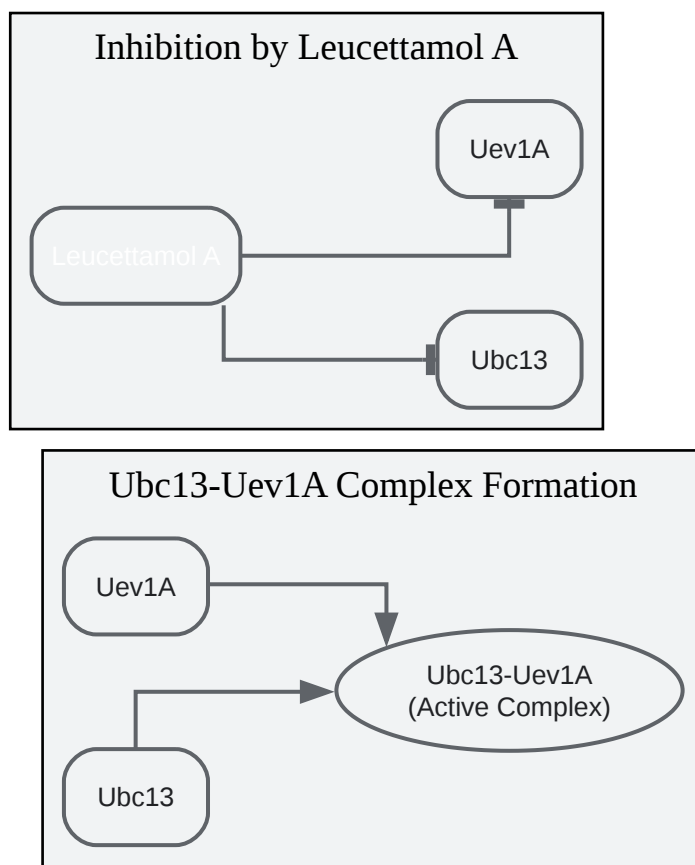 Inhibition by Leucettamol A
Uev1A
Leucettamol A
Ubc13
Ubc13-Uev1A Complex Formation
Uev1A
Ubc13-Uev1A
(Active Complex)
Ubc13